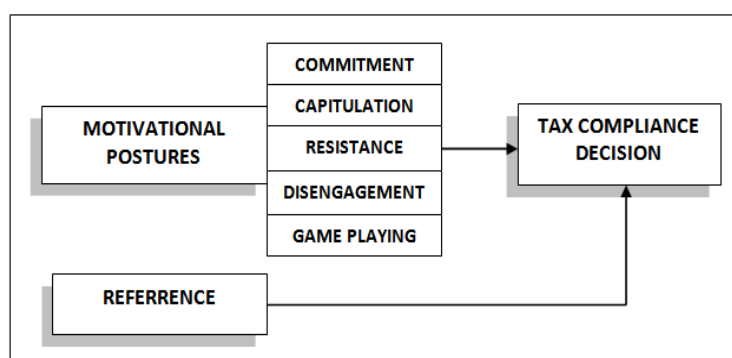 MOTIVATIONAL
POSTURES
COMMITMENT
CAPITULATION
RESISTANCE
DISENGAGEMENT
GAME PLAYING
TAX COMPLIANCE
DECISION
REFERRENCE